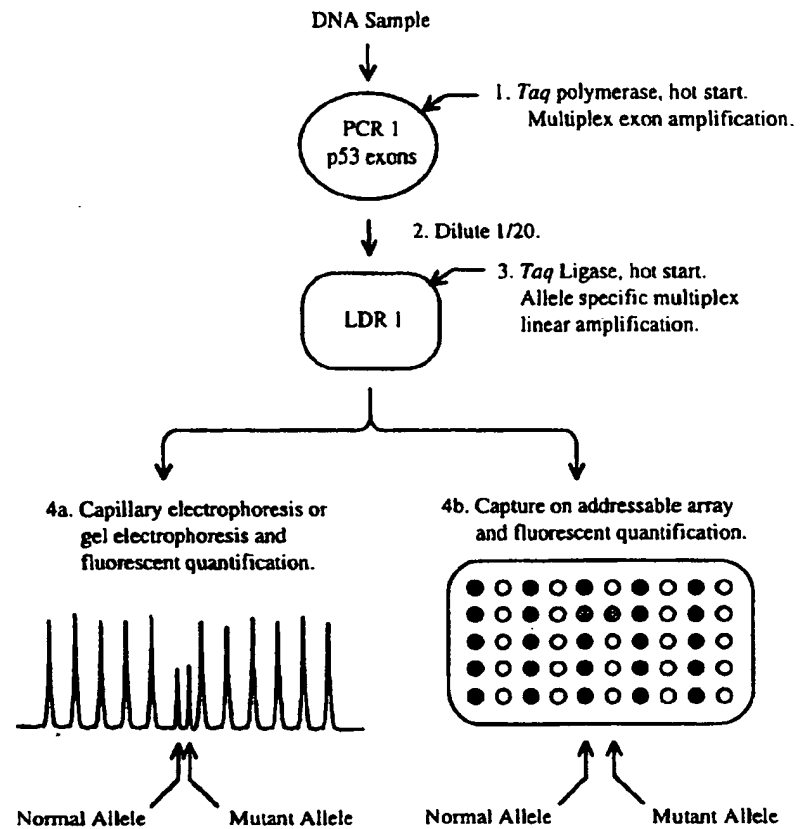 DNA Sample
1. Taq polymerase, hot start.
Multiplex exon amplification.
PCR 1
p53 exons
2. Dilute 1/20.
3. Taq Ligase, hot start.
Allele specific multiplex
linear amplification.
LDR 1
4a. Capillary electrophoresis or
gel electrophoresis and
fluorescent quantification.
4b. Capture on addressable array
and fluorescent quantification.
Normal Allele
Mutant Allele
Normal Allele
Mutant Allele